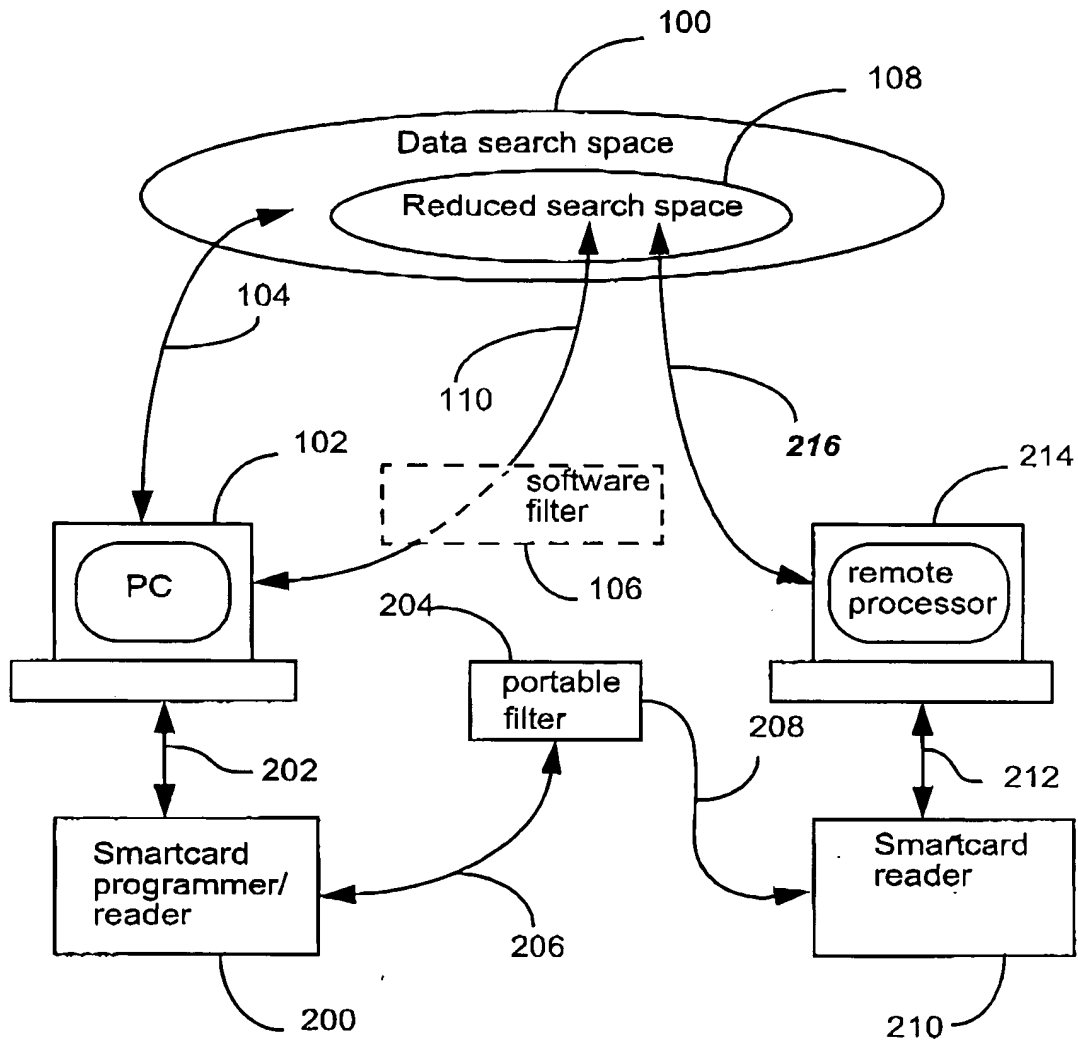 100
108
Data search space
Reduced search space
104
110
216
102
214
software
filter
PC
remote
processor
106
204
portable
filter
208
202
212
Smartcard
programmer/
reader
Smartcard
reader
206
200
210